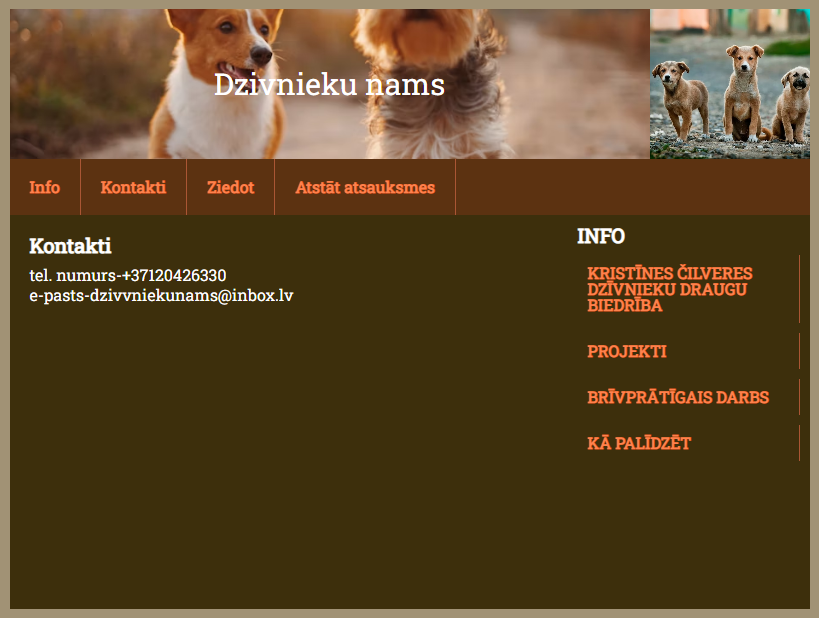 Dzivnieku nams
Info
Kontakti
Ziedot
Atstāt atsauksmes
Kontakti
tel. numurs-+37120426330
e-pasts-dzivvniekunams@inbox.lv
INFO
KRISTĪNES ČILVERES
DZĪVNIEKU DRAUGU
BIEDRĪBA
PROJEKTI
BRĪVPRĀTĪGAIS DARBS
KĀ PALĪDZĒT